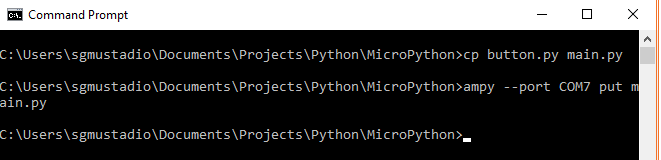 Command Prompt
C:\Users\sgmustadio\Documents\Projects\Python\MicroPython>cp button.py main.py
C:\Users\sgmustadio\Documents\Projects\Python\MicroPython>ampy --port COM7 put m
ain.py
C:\Users\sgmustadio\Documents\Projects\Python\MicroPython>